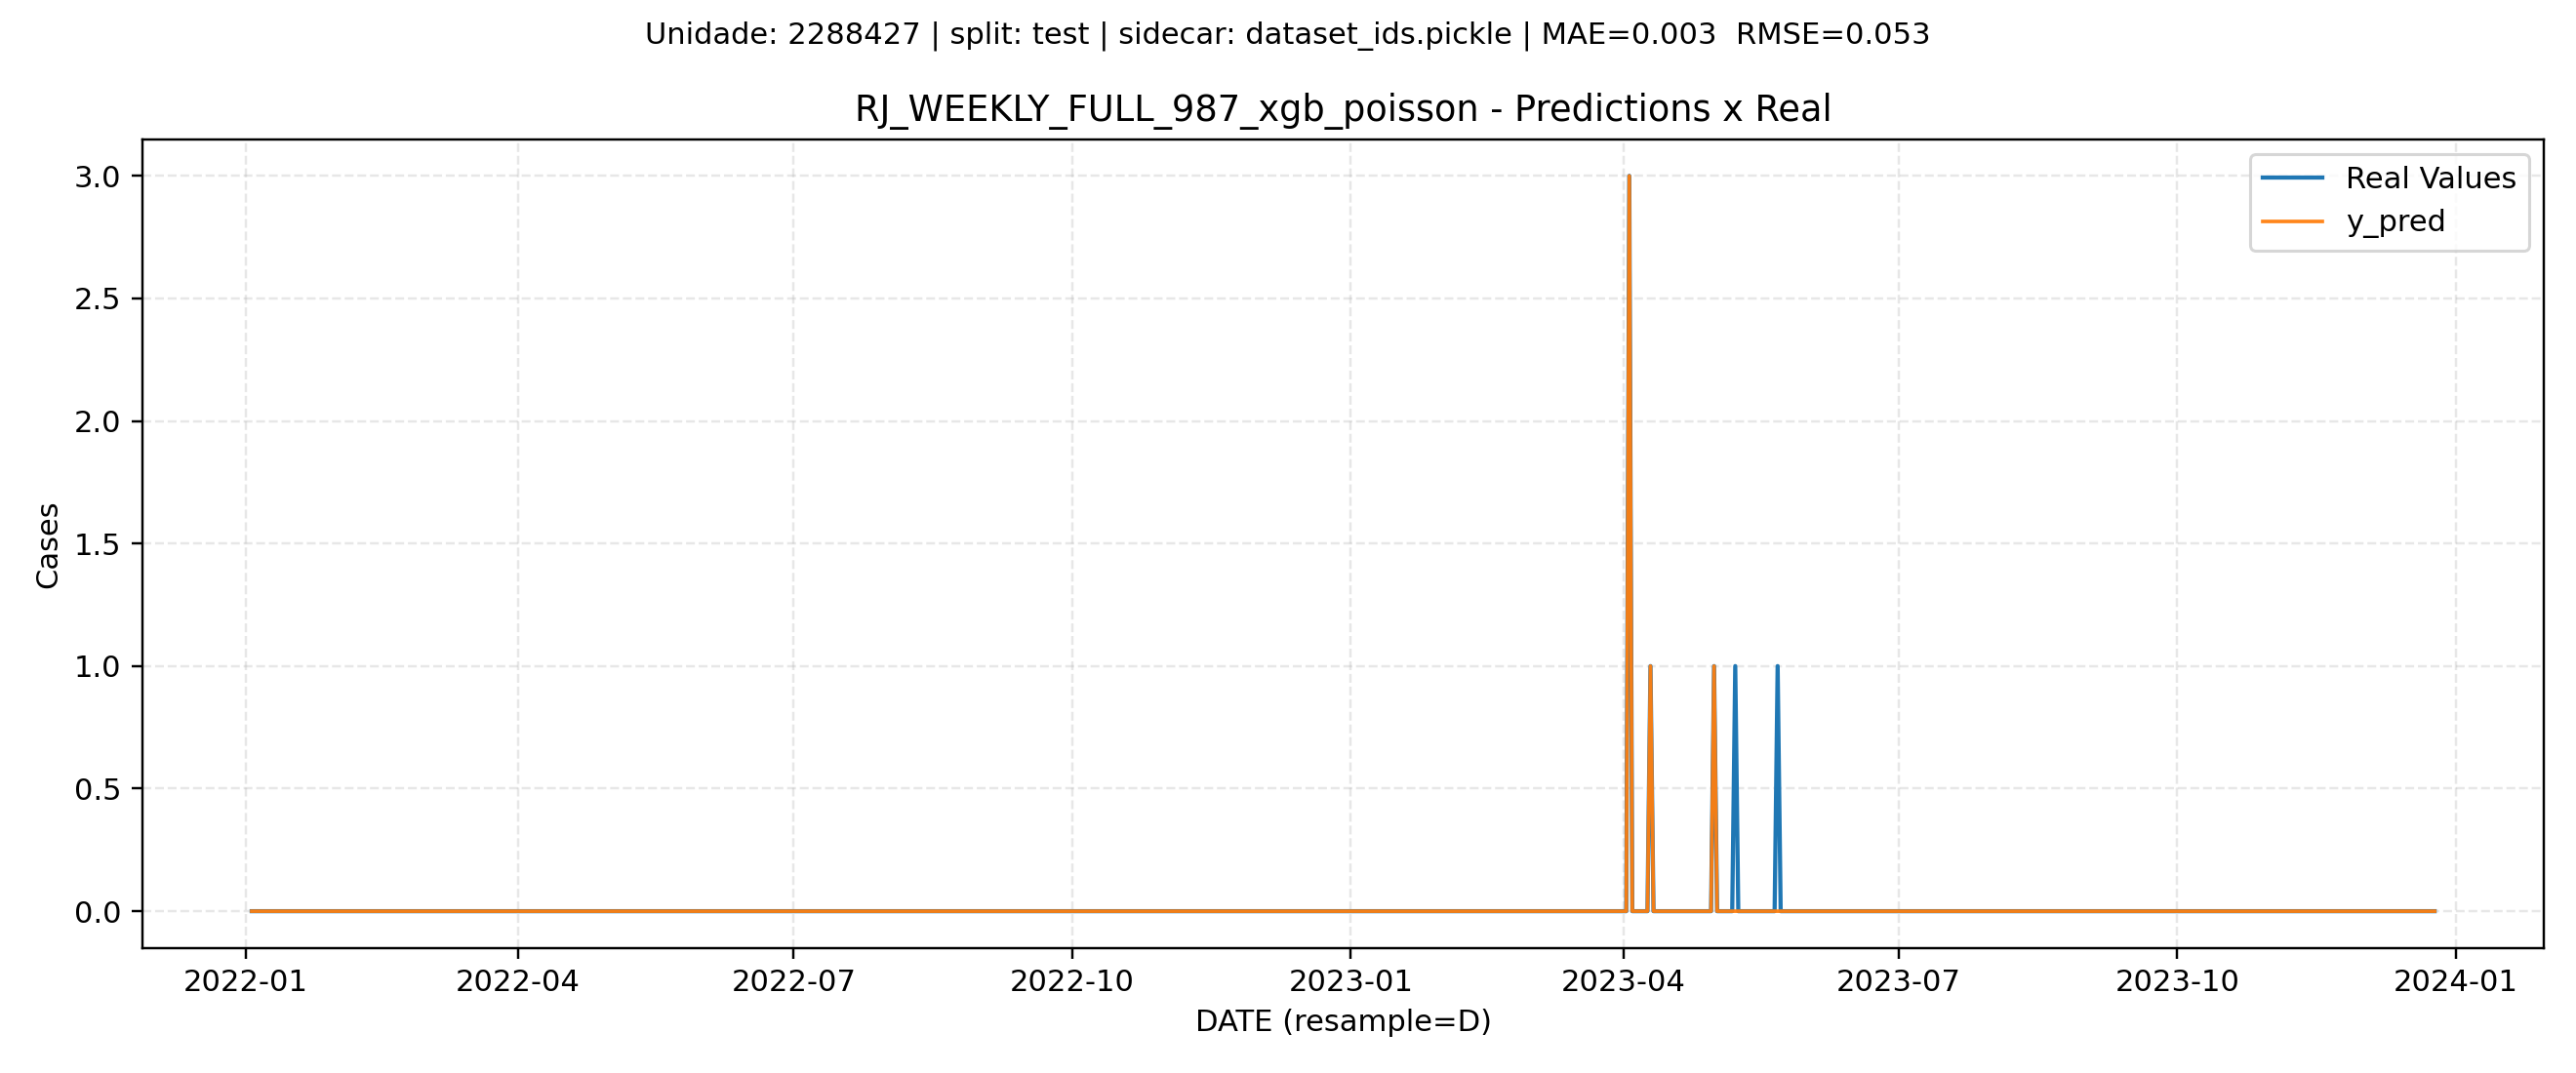 Unidade: 2288427 | split: test | sidecar: dataset_ids.pickle | MAE=0.003  RMSE=0.053
RJ_WEEKLY_FULL_987_xgb_poisson - Predictions x Real
Real Values
y_pred
Cases
3.0
2.5
2.0
1.5
1.0
0.5
0.0
2022-01 2022-04 2022-07 2022-10 2023-01 2023-04 2023-07 2023-10 2024-01
DATE (resample=D)